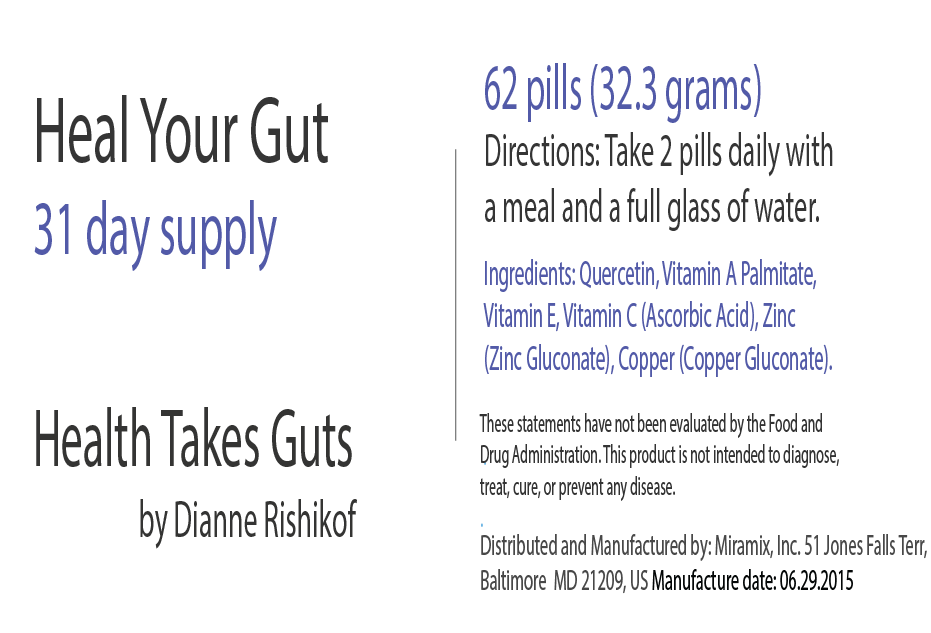 Heal Your Gut
31 day supply
Health Takes Guts
by Dianne Rishikof
62 pills (32.3 grams)
Directions: Take 2 pills daily with
a meal and a full glass of water.
Ingredients: Quercetin, Vitamin A Palmitate,
Vitamin E, Vitamin C (Ascorbic Acid), Zinc
(Zinc Gluconate), Copper (Copper Gluconate).
These statements have not been evaluated by the Food and
Drug Administration. This product is not intended to diagnose,
treat, cure, or prevent any disease.
Distributed and Manufactured by: Miramix, Inc. 51 Jones Falls Terr,
Baltimore MD 21209, US Manufacture date: 06.29.2015